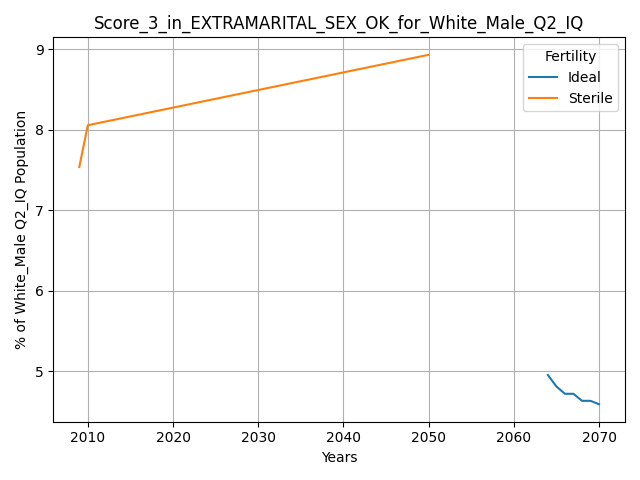 Score_3_in_EXTRAMARITAL_SEX_OK_for_White_Male_Q2_IQ
Fertility
Ideal
Sterile
% of White_Male Q2_IQ Population
9
8
7
6
5
2010 2020 2030 2040 2050 2060 2070
Years